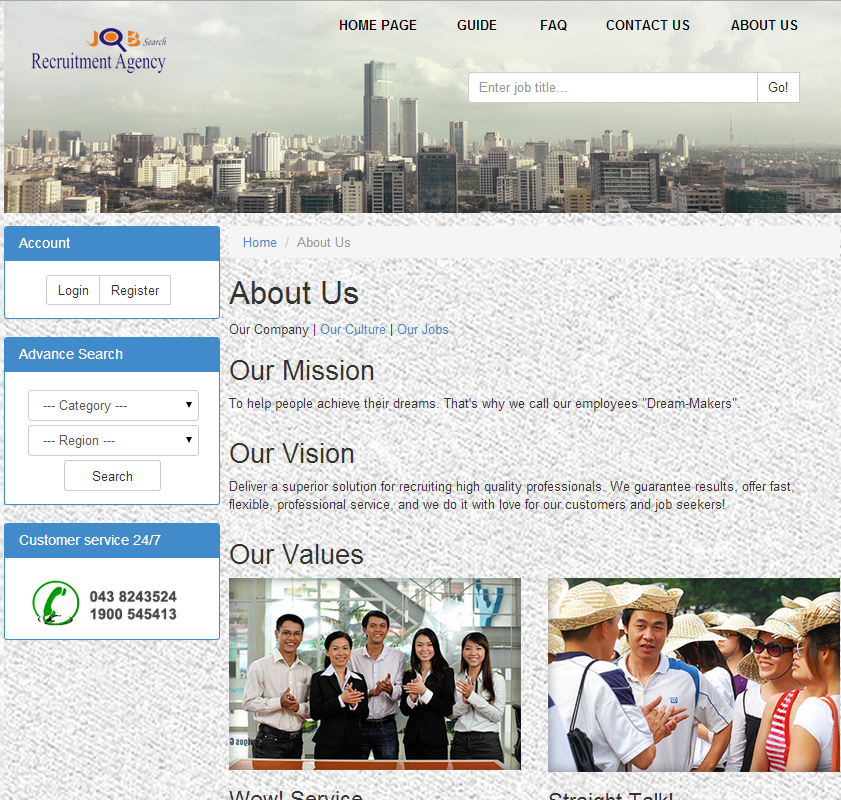 HOME PAGE GUIDE FAQ CONTACT US ABOUT US
JOB Search
Recruitment Agency
Enter job title... Go!
Account
Login Register
Advance Search
--- Category ---
--- Region ---
Search
Customer service 24/7
043 8243524
1900 545413
Home / About Us
About Us
Our Company | Our Culture | Our Jobs
Our Mission
To help people achieve their dreams. That's why we call our employees "Dream-Makers".
Our Vision
Deliver a superior solution for recruiting high quality professionals. We guarantee results, offer fast,
flexible, professional service, and we do it with love for our customers and job seekers!
Our Values
Wow! Service
Straight Talk!